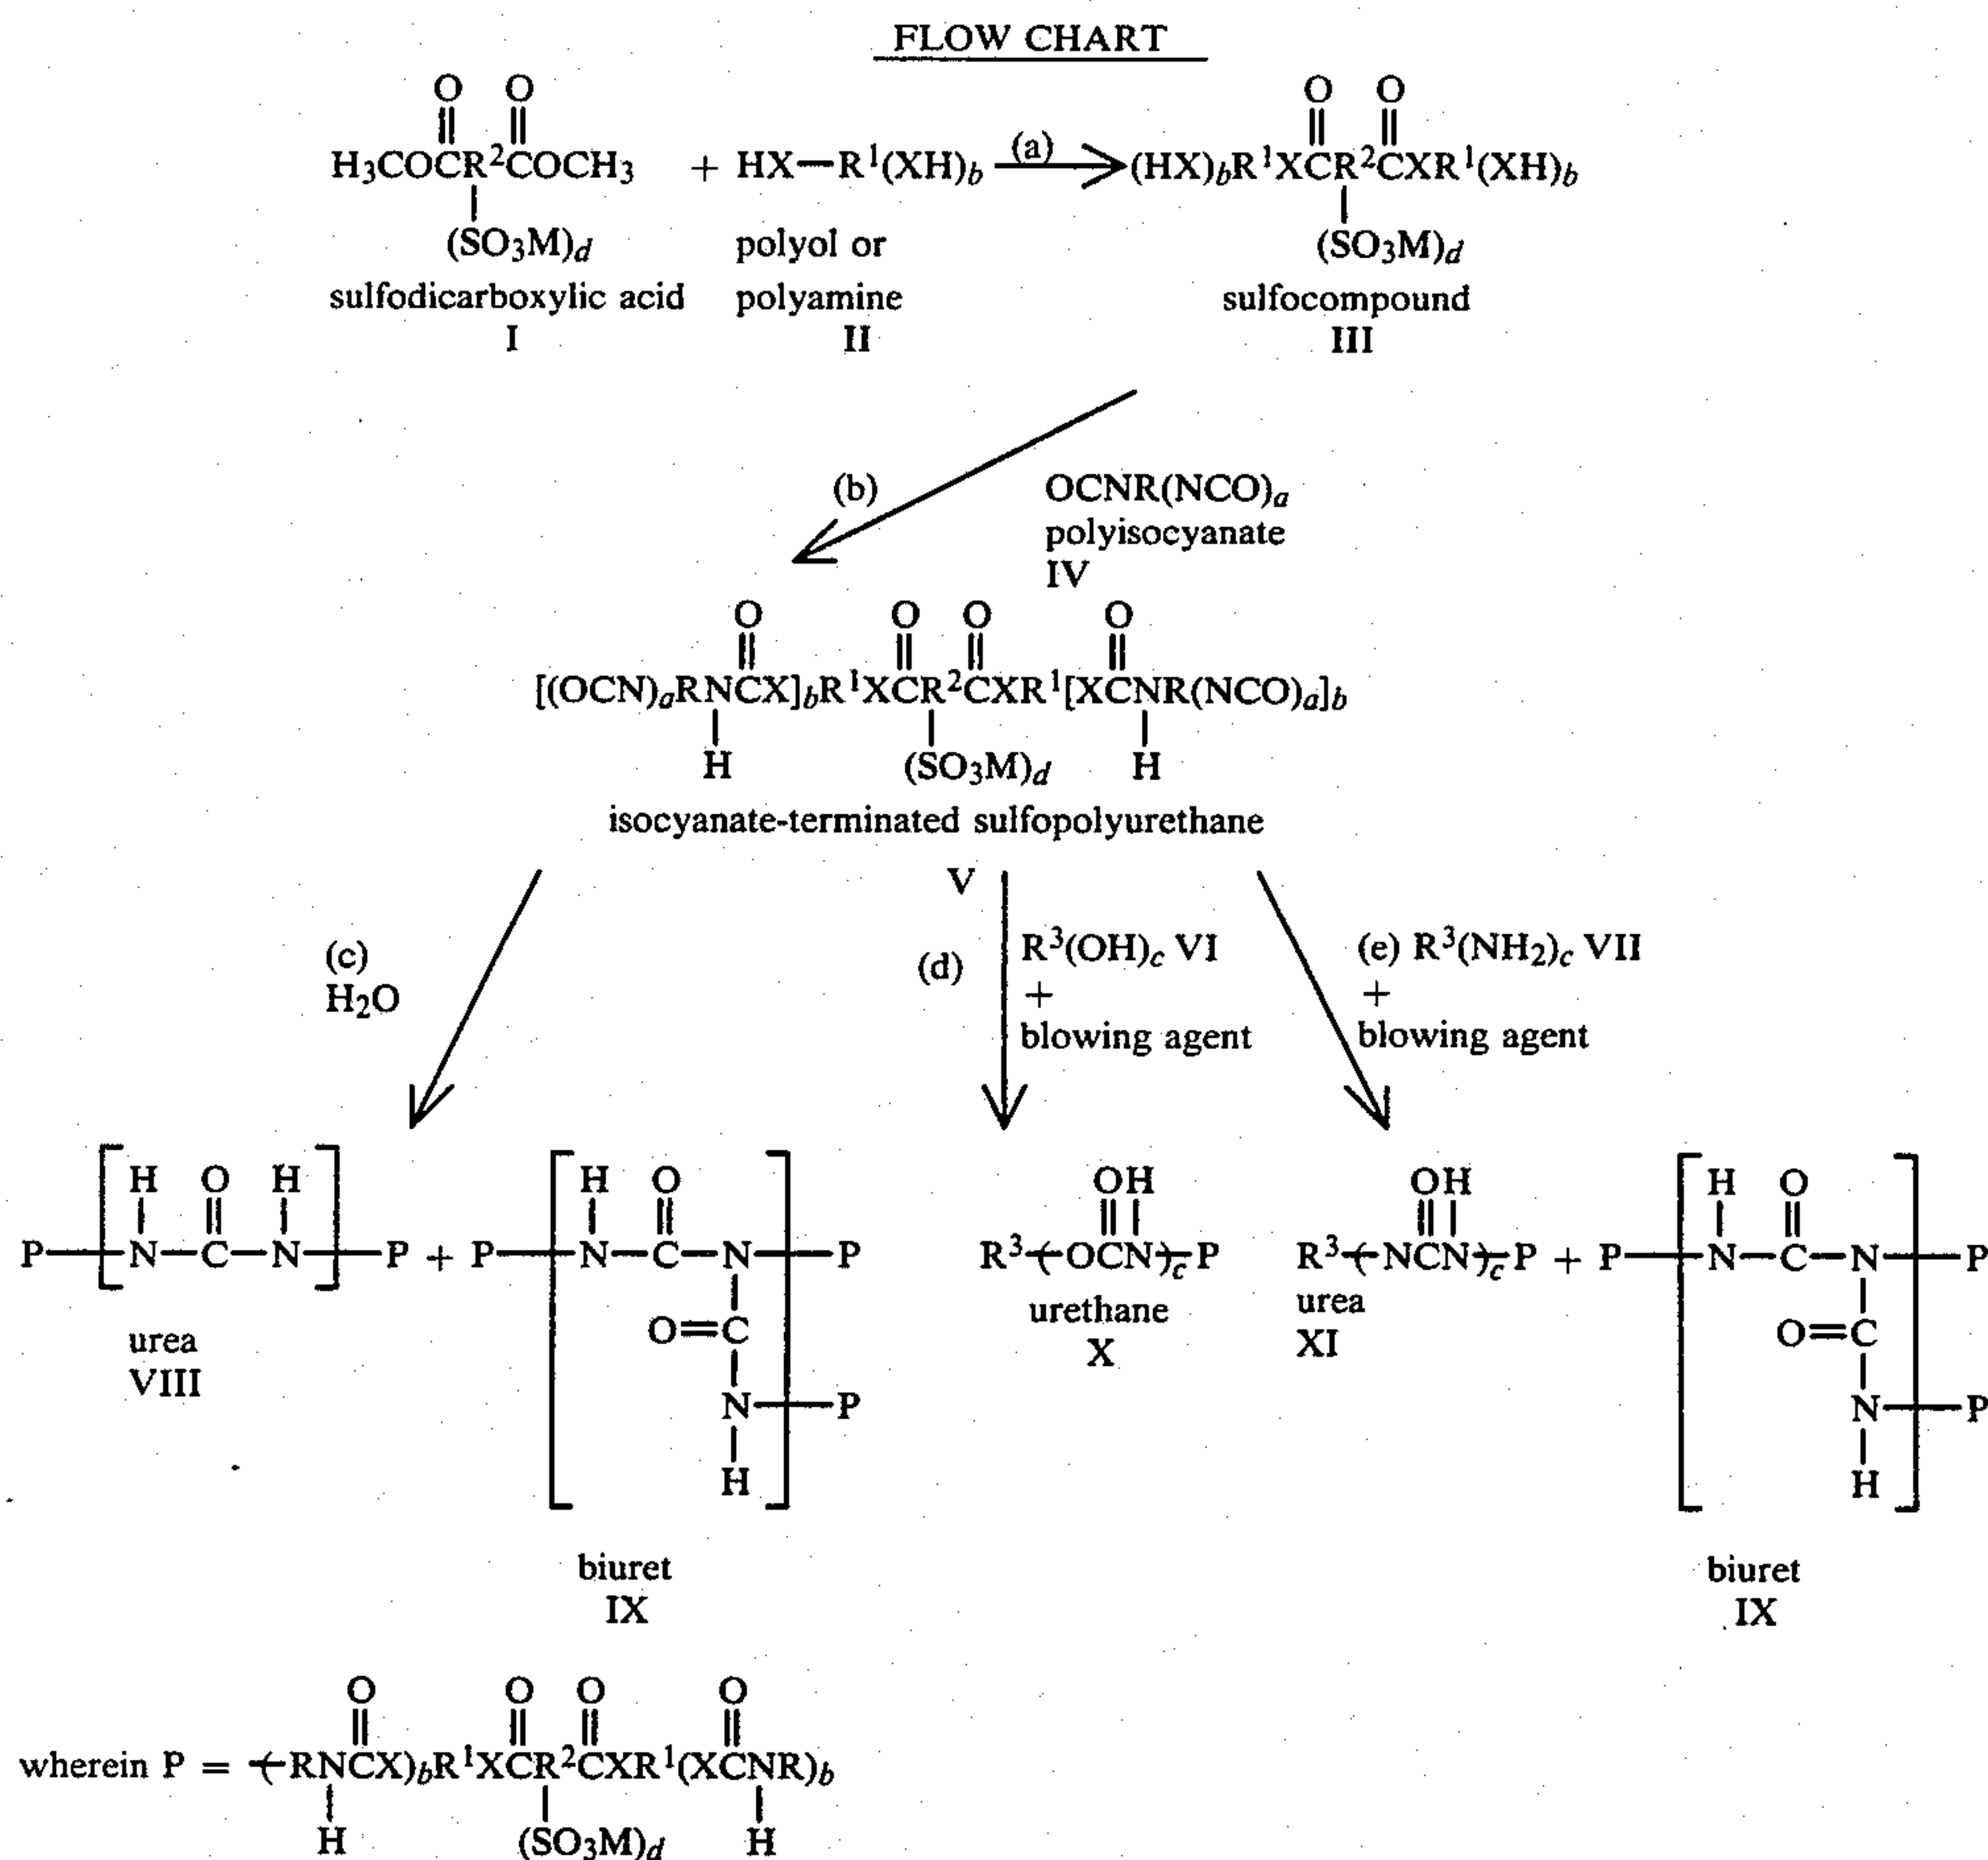 FLOW CHART
O O O O
H₃COCR²COCH₃ + HX—R¹(XH)b (a) (HX)bR¹XCR²CXR¹(XH)b
(SO₃M)d polyol or (SO₃M)d
sulfodicarboxylic acid polyamine sulfocompound
I II III
(b) OCNR(NCO)a
polyisocyanate
IV
O O O O
[(OCN)aRNCX]bR¹XCR²CXR¹[XCNR(NCO)a]b
H (SO₃M)d H
isocyanate-terminated sulfopolyurethane
V
(c) (d) R³(OH)c VI (e) R³(NH₂)c VII
H₂O + +
blowing agent blowing agent
H O H H O OH OH H O
P—N—C—N—P + P—N—C—N—P R³(OCN)cP R³(NCN)cP + P—N—C—N—P
O=C urethane urea O=C
urea X XI
VIII N—P N—P
H H
biuret biuret
IX IX
O O O O
wherein P = (RNCX)bR¹XCR²CXR¹(XCNR)b
H (SO₃M)d H